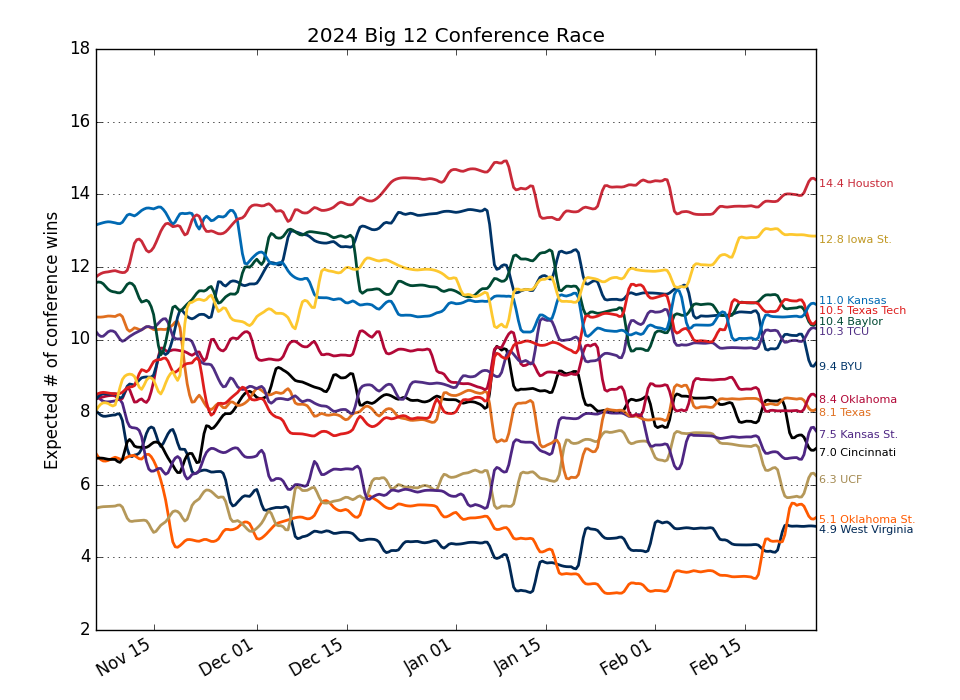 2024 Big 12 Conference Race
Expected # of conference wins
18
16
14
12
10
8
6
4
2
Nov 15
Dec 01
Dec 15
Jan 01
Jan 15
Feb 01
Feb 15
14.4 Houston
12.8 Iowa St.
11.0 Kansas
10.5 Texas Tech
10.4 Baylor
10.3 TCU
9.4 BYU
8.4 Oklahoma
8.1 Texas
7.5 Kansas St.
7.0 Cincinnati
6.3 UCF
5.1 Oklahoma St.
4.9 West Virginia